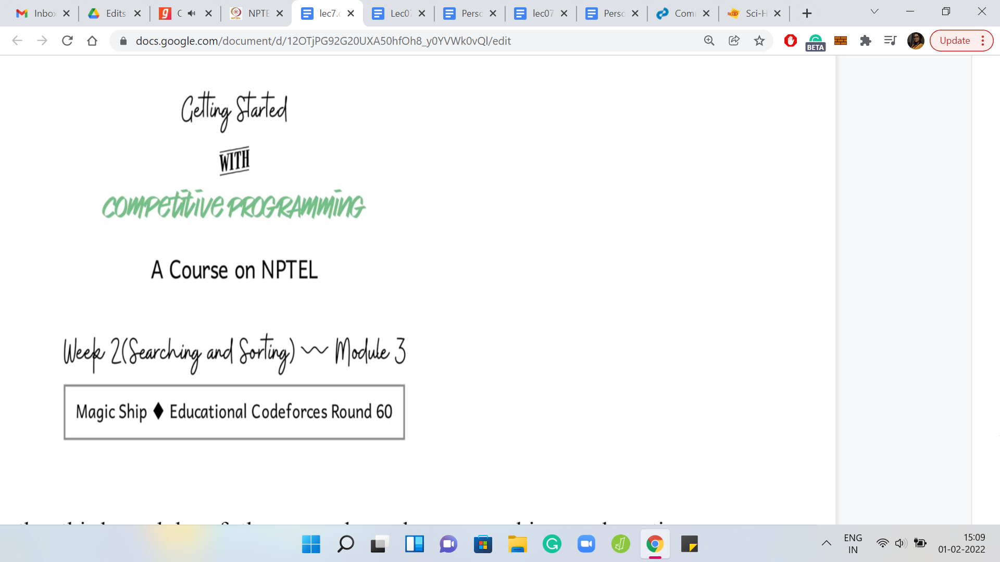 Inbox
Edits
C
NPTE
lec7.c
Lec07
Perso
lec07
Perso
Com
Sci-H
docs.google.com/document/d/12OTjPG92G20UXA50hfOh8_y0YVWk0vQl/edit
BETA
Update
Getting Started
WITH
COMPETITIVE PROGRAMMING
A Course on NPTEL
Week 2(Searching and Sorting) ~ Module 3
Magic Ship ♦ Educational Codeforces Round 60
ENG
IN
15:09
01-02-2022